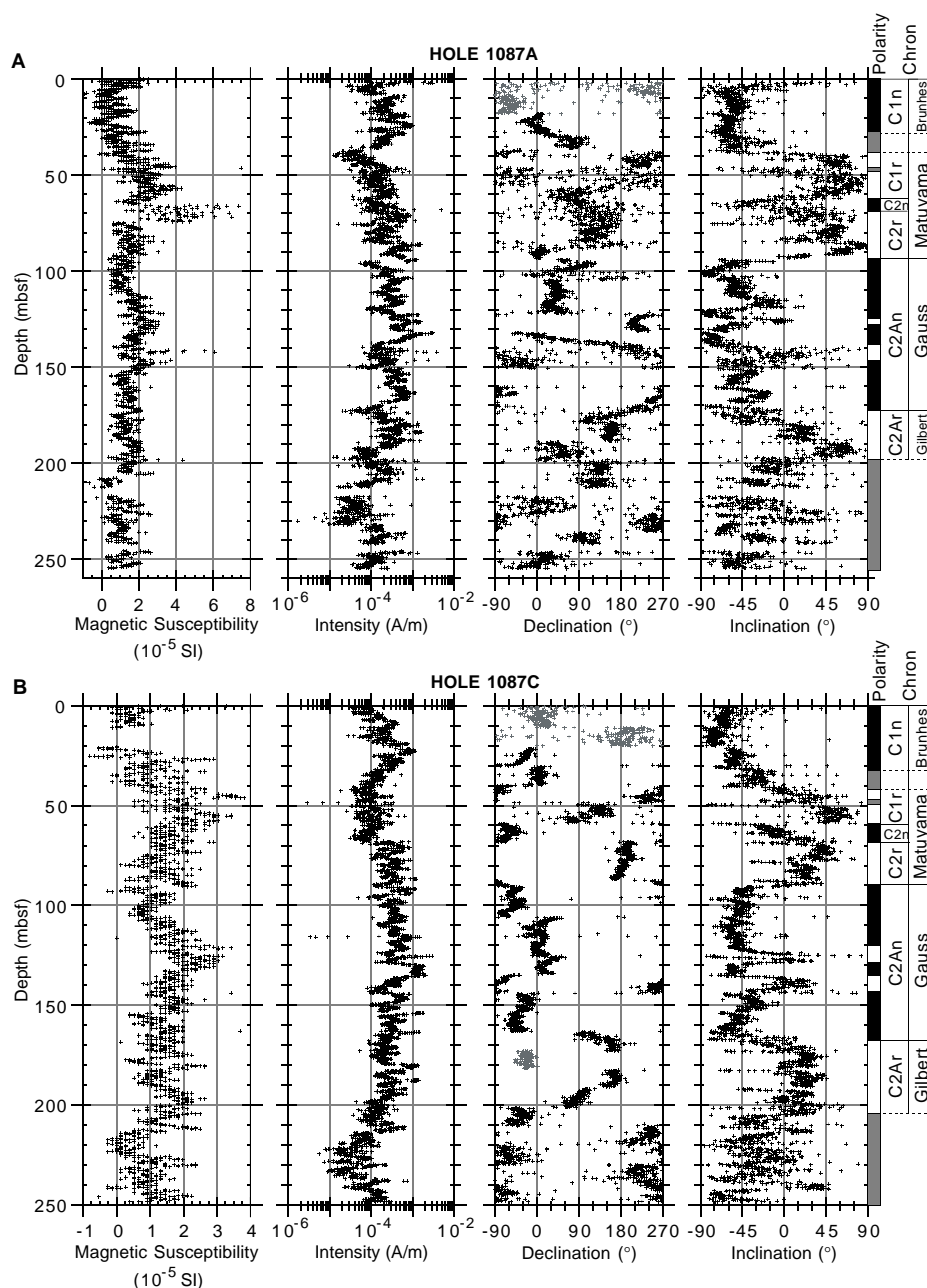 A
HOLE 1087A
Polarity
Chron
0
50
100
150
200
250
Depth (mbsf)
0 2 4 6 8
Magnetic Susceptibility
(10-5 SI)
10-6 10-4 10-2
Intensity (A/m)
-90 0 90 180 270
Declination (°)
-90 -45 0 45 90
Inclination (°)
C1n
Brunhes
C1r
C2n
C2r
Matuyama
C2An
Gauss
C2Ar
Gilbert
B
HOLE 1087C
Polarity
Chron
0
50
100
150
200
250
Depth (mbsf)
-1 0 1 2 3 4
Magnetic Susceptibility
(10-5 SI)
10-6 10-4 10-2
Intensity (A/m)
-90 0 90 180 270
Declination (°)
-90 -45 0 45 90
Inclination (°)
C1n
Brunhes
C1r
C2n
C2r
Matuyama
C2An
Gauss
C2Ar
Gilbert